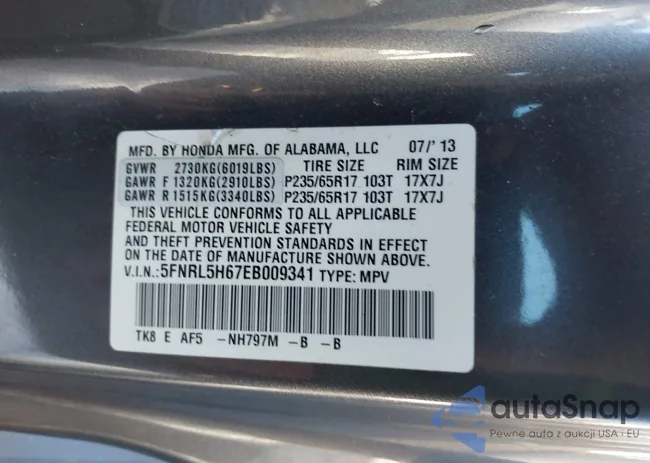 MFD. BY HONDA MFG. OF ALABAMA, LLC 07/'13
GVWR 2730KG(6019LBS) TIRE SIZE RIM SIZE
GAWR F 1320KG(2910LBS) P235/65R17 103T 17X7J
GAWR R 1515KG(3340LBS) P235/65R17 103T 17X7J
THIS VEHICLE CONFORMS TO ALL APPLICABLE
FEDERAL MOTOR VEHICLE SAFETY
AND THEFT PREVENTION STANDARDS IN EFFECT
ON THE DATE OF MANUFACTURE SHOWN ABOVE.
V.I.N.:5FNRL5H67EB009341 TYPE: MPV
TK8 E AF5 -NH797M -B -B
autoSnap
Pewne auta z aukcji USA i EU